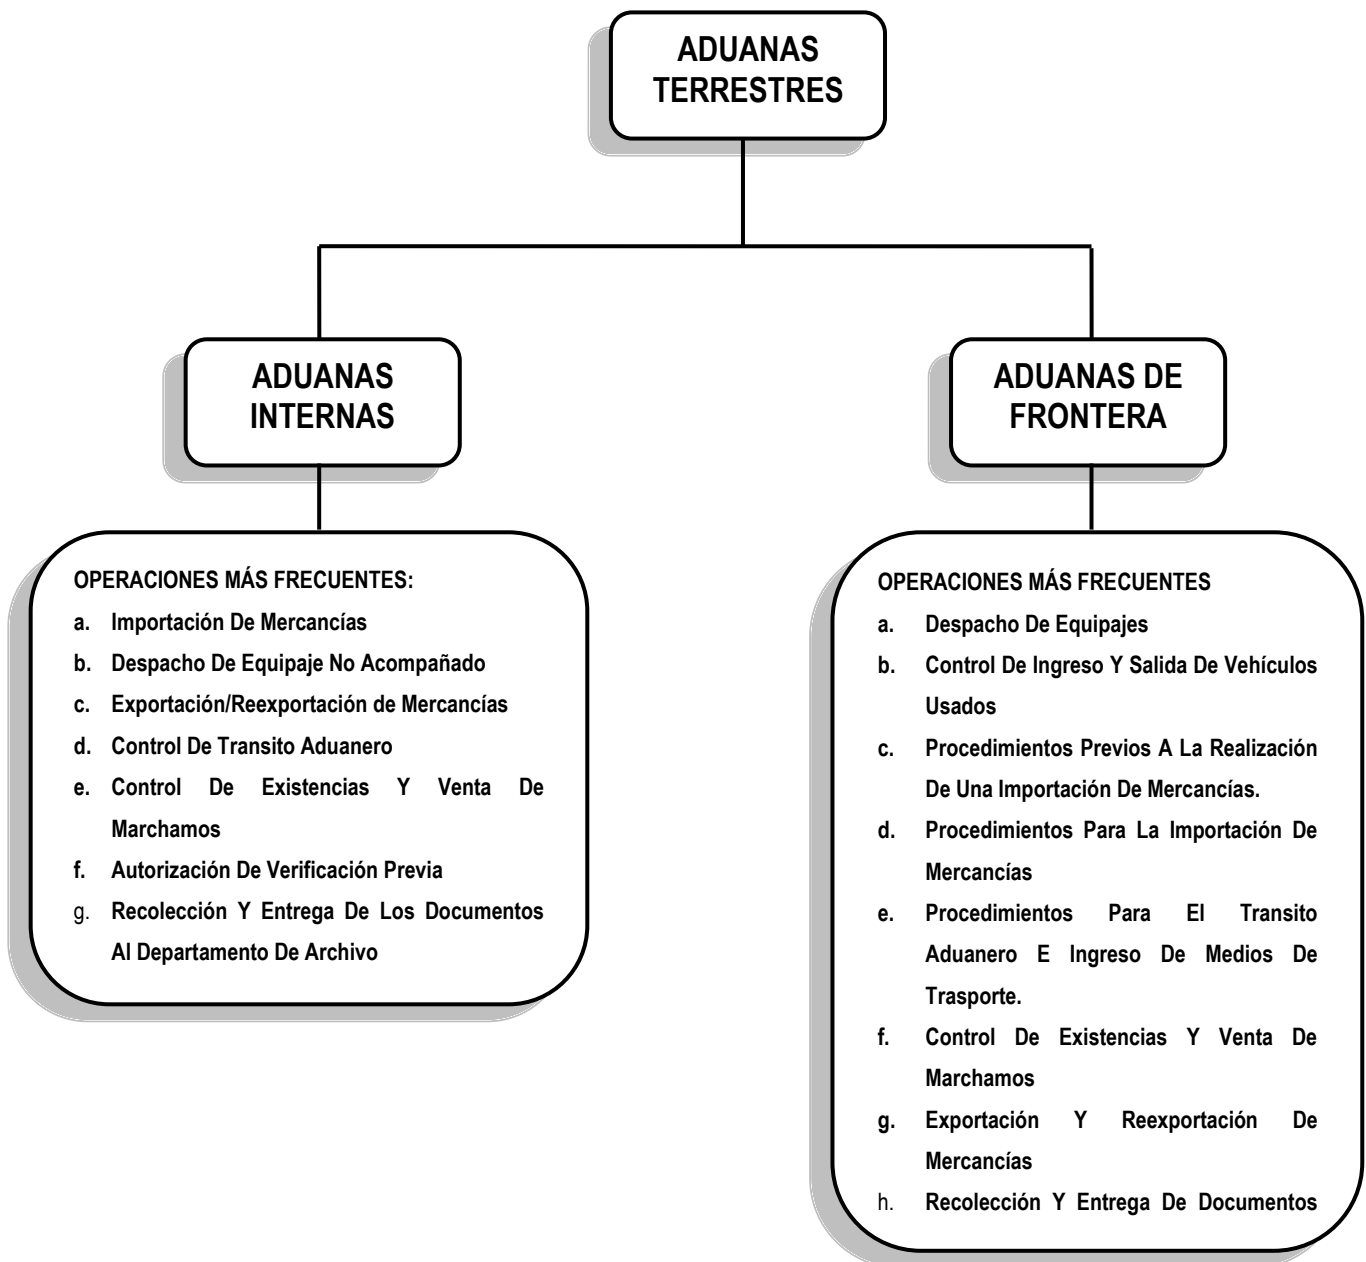 ADUANAS
TERRESTRES
ADUANAS
INTERNAS
ADUANAS DE
FRONTERA
OPERACIONES MÁS FRECUENTES:
a. Importación De Mercancías
b. Despacho De Equipaje No Acompañado
c. Exportación/Reexportación de Mercancías
d. Control De Transito Aduanero
e. Control De Existencias Y Venta De
Marchamos
f. Autorización De Verificación Previa
g. Recolección Y Entrega De Los Documentos
Al Departamento De Archivo
OPERACIONES MÁS FRECUENTES
a. Despacho De Equipajes
b. Control De Ingreso Y Salida De Vehículos
Usados
c. Procedimientos Previos A La Realización
De Una Importación De Mercancías.
d. Procedimientos Para La Importación De
Mercancías
e. Procedimientos Para El Transito
Aduanero E Ingreso De Medios De
Trasporte.
f. Control De Existencias Y Venta De
Marchamos
g. Exportación Y Reexportación De
Mercancías
h. Recolección Y Entrega De Documentos